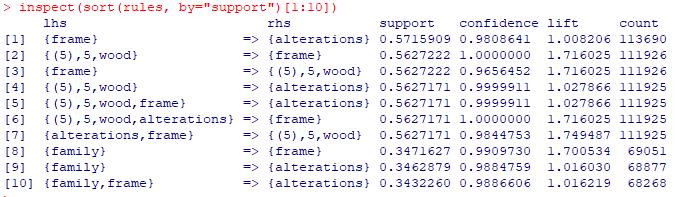 > inspect(sort(rules, by="support")[1:10])
lhs rhs support confidence lift count
[1] {frame} => {alterations} 0.5715909 0.9808641 1.008206 113690
[2] {(5),5,wood} => {frame} 0.5627222 1.0000000 1.716025 111926
[3] {frame} => {(5),5,wood} 0.5627222 0.9656452 1.716025 111926
[4] {(5),5,wood} => {alterations} 0.5627171 0.9999911 1.027866 111925
[5] {(5),5,wood,frame} => {alterations} 0.5627171 0.9999911 1.027866 111925
[6] {(5),5,wood,alterations} => {frame} 0.5627171 1.0000000 1.716025 111925
[7] {alterations,frame} => {(5),5,wood} 0.5627171 0.9844753 1.749487 111925
[8] {family} => {frame} 0.3471627 0.9909730 1.700534 69051
[9] {family} => {alterations} 0.3462879 0.9884759 1.016030 68877
[10] {family,frame} => {alterations} 0.3432260 0.9886606 1.016219 68268